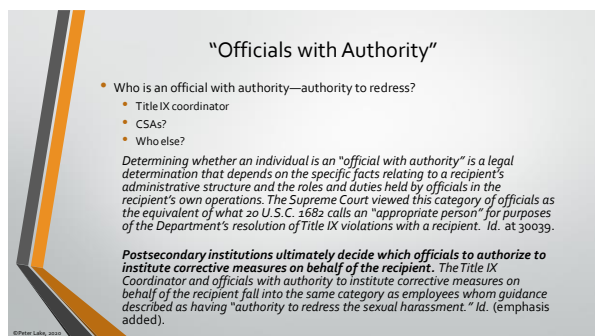 “Officials with Authority”
• Who is an official with authority—authority to redress?
• Title IX coordinator
• CSAs?
• Who else?
Determining whether an individual is an “official with authority” is a legal
determination that depends on the specific facts relating to a recipient’s
administrative structure and the roles and duties held by officials in the
recipient’s own operations. The Supreme Court viewed this category of officials as
the equivalent of what 20 U.S.C. 1682 calls an “appropriate person” for purposes
of the Department’s resolution of Title IX violations with a recipient. Id. at 30039.
Postsecondary institutions ultimately decide which officials to authorize to
institute corrective measures on behalf of the recipient. The Title IX
Coordinator and officials with authority to institute corrective measures on
behalf of the recipient fall into the same category as employees whom guidance
described as having “authority to redress the sexual harassment.” Id. (emphasis
added).
©Peter Lake, 2020